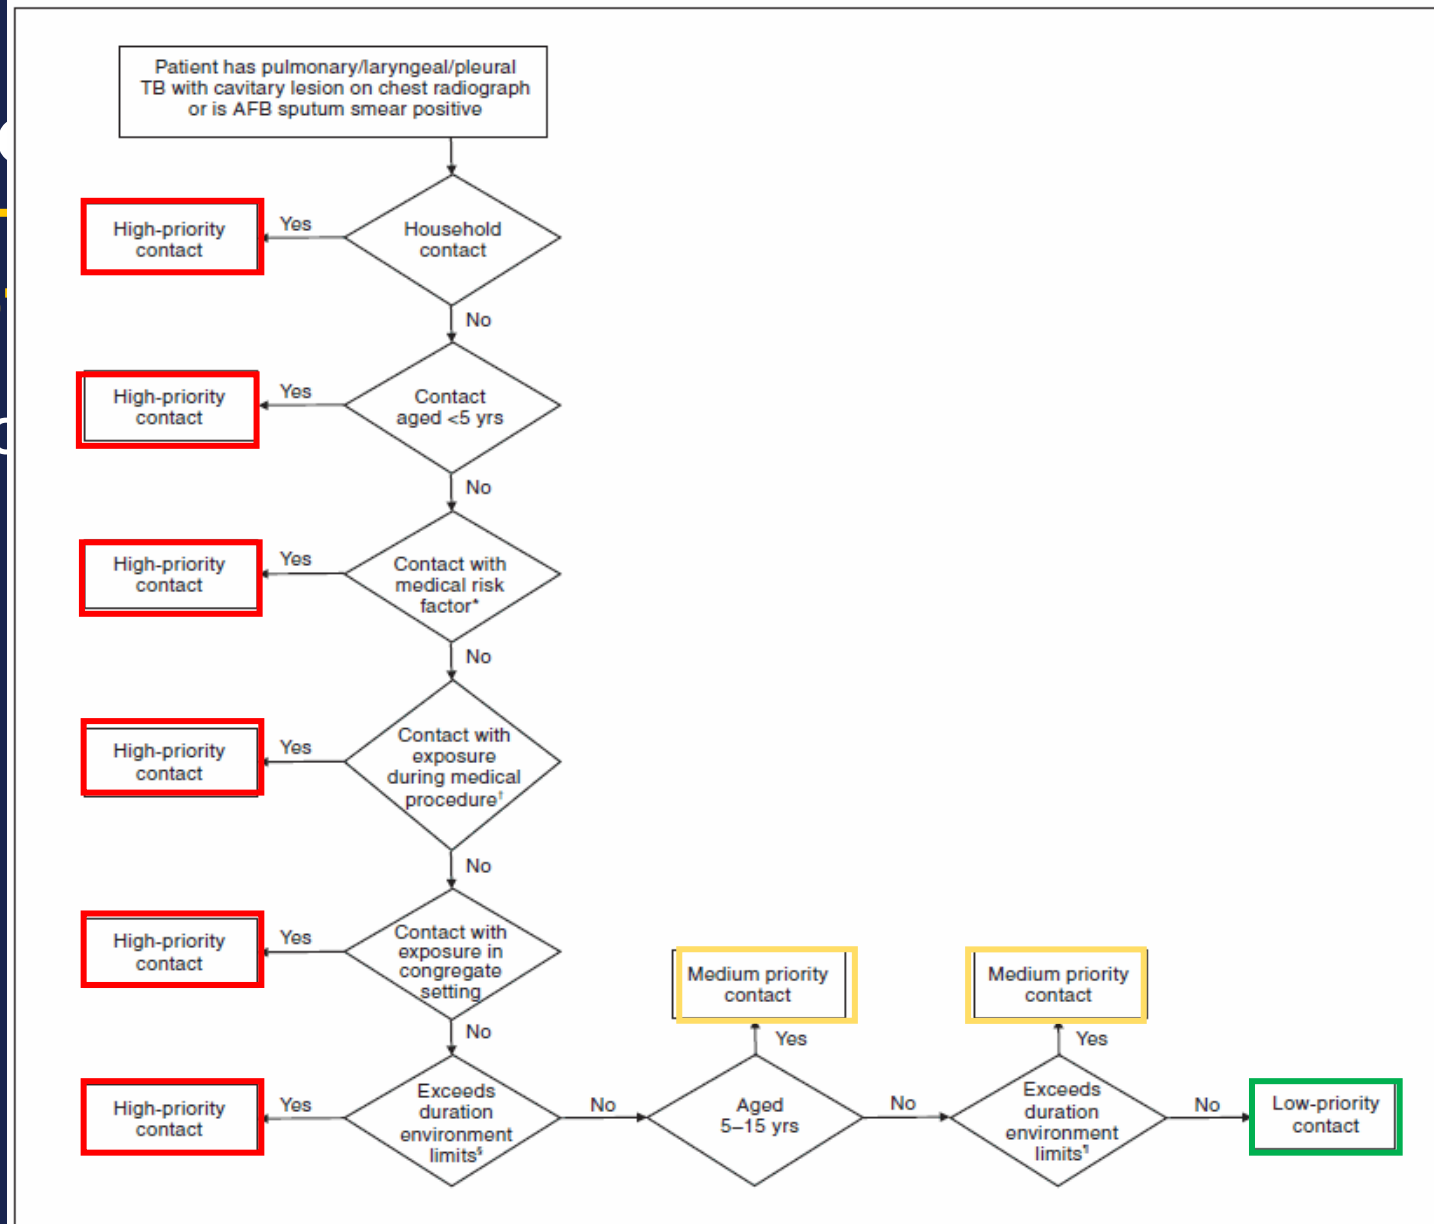 Patient has pulmonary/laryngeal/pleural
TB with cavitary lesion on chest radiograph
or is AFB sputum smear positive
High-priority
contact
Yes
Household
contact
No
High-priority
contact
Yes
Contact
aged <5 yrs
No
High-priority
contact
Yes
Contact with
medical risk
factor*
No
High-priority
contact
Yes
Contact with
exposure
during medical
procedure†
No
High-priority
contact
Yes
Contact with
exposure in
congregate
setting
No
Medium priority
contact
Yes
Medium priority
contact
Yes
High-priority
contact
Yes
Exceeds
duration
environment
limits§
No
Aged
5–15 yrs
No
Exceeds
duration
environment
limits¶
No
Low-priority
contact